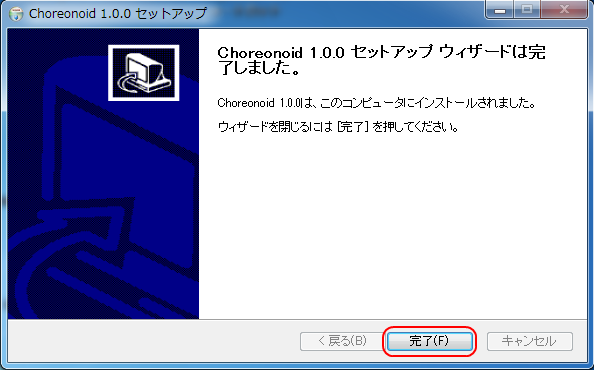 Choreonoid 1.0.0 セットアップ
Choreonoid 1.0.0 セットアップ ウィザードは完
了しました。
Choreonoid 1.0.0は、このコンピュータにインストールされました。
ウィザードを閉じるには [完了] を押してください。
< 戻る(B)
完了(F)
キャンセル